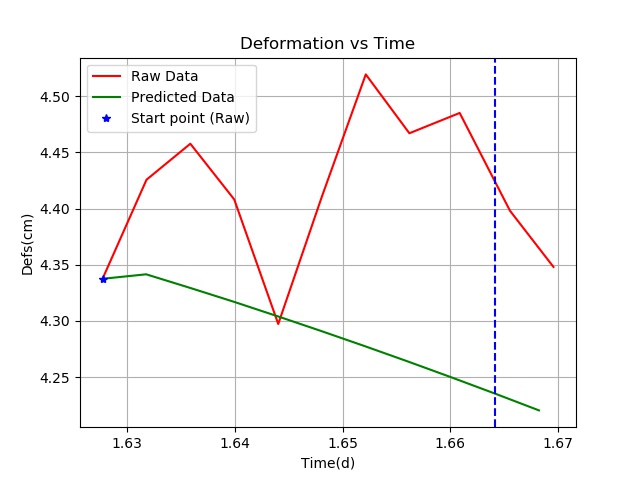 Deformation vs Time
Raw Data
Predicted Data
Start point (Raw)
Defs(cm)
4.50
4.45
4.40
4.35
4.30
4.25
1.63 1.64 1.65 1.66 1.67
Time(d)